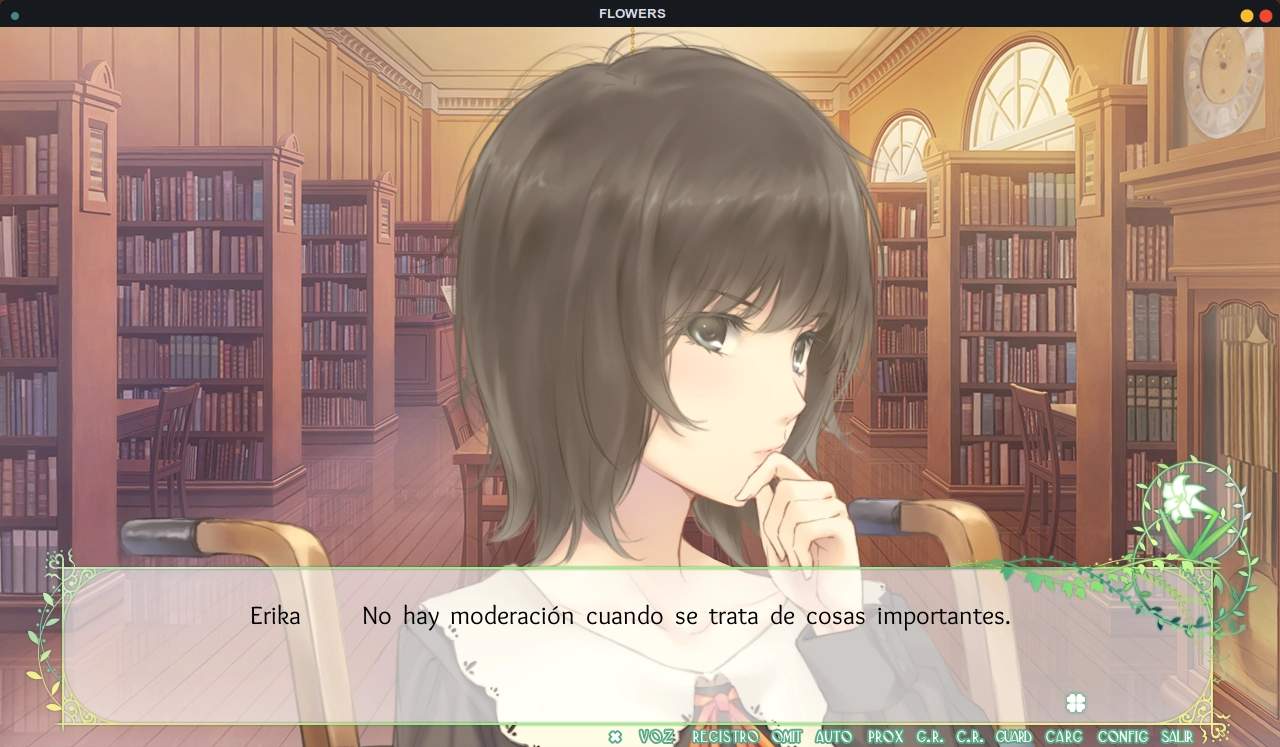 FLOWERS
Erika No hay moderación cuando se trata de cosas importantes.
VOZ REGISTRO OMIT AUTO PROX G.R. C.R. GUARD CARG CONFIG SALIR